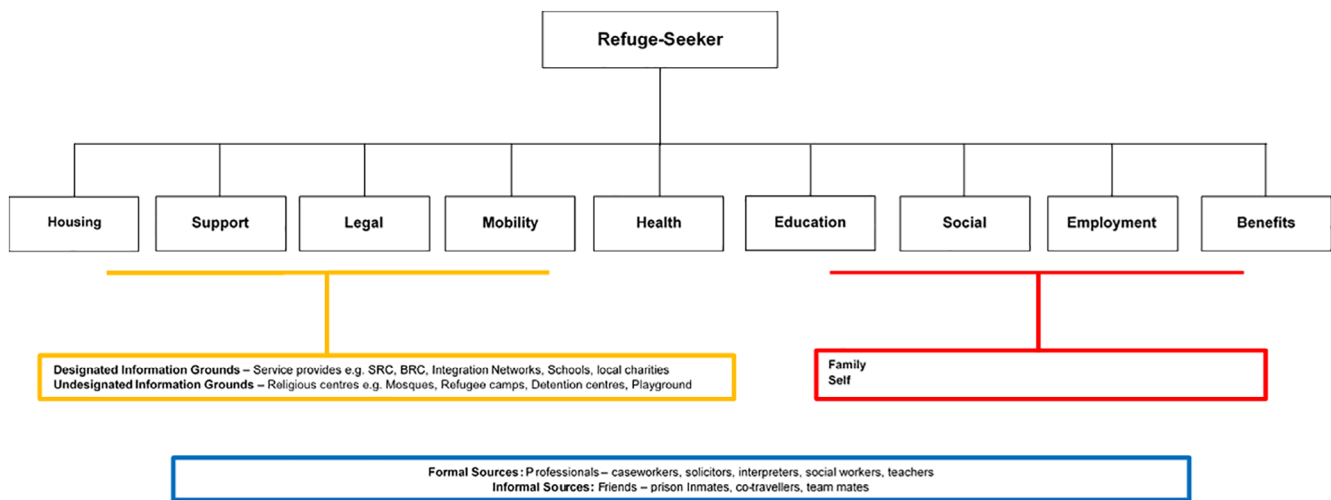 Refuge-Seeker
Housing
Support
Legal
Mobility
Health
Education
Social
Employment
Benefits
Designated Information Grounds – Service provides e.g. SRC, BRC, Integration Networks, Schools, local charities
Undesignated Information Grounds – Religious centres e.g. Mosques, Refugee camps, Detention centres, Playground
Family
Self
Formal Sources: Professionals – caseworkers, solicitors, interpreters, social workers, teachers
Informal Sources: Friends – prison Inmates, co-travellers, team mates